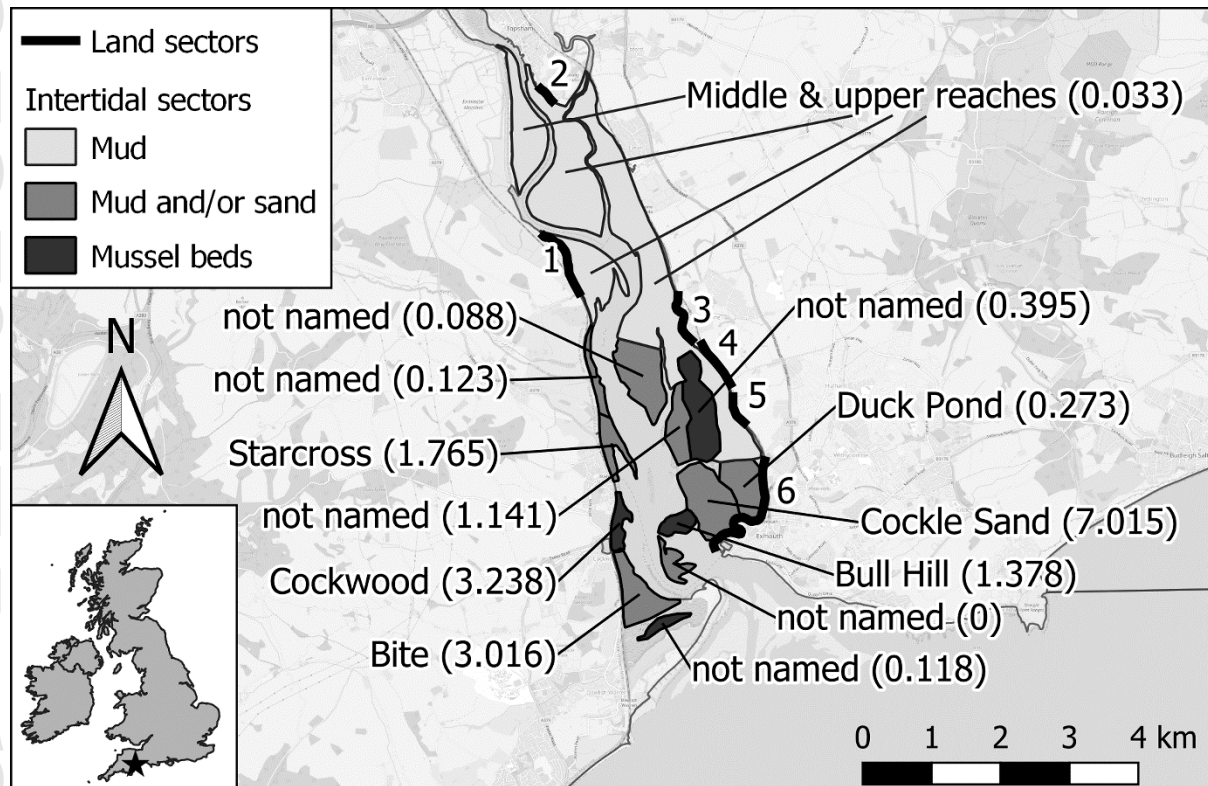 Land sectors
Intertidal sectors
Mud
Mud and/or sand
Mussel beds
2
Middle & upper reaches (0.033)
1
not named (0.088)
3
not named (0.395)
4
N
not named (0.123)
5
Duck Pond (0.273)
Starcross (1.765)
6
not named (1.141)
Cockle Sand (7.015)
Exmouth
Cockwood (3.238)
Bull Hill (1.378)
not named (0)
Bite (3.016)
not named (0.118)
0 1 2 3 4 km